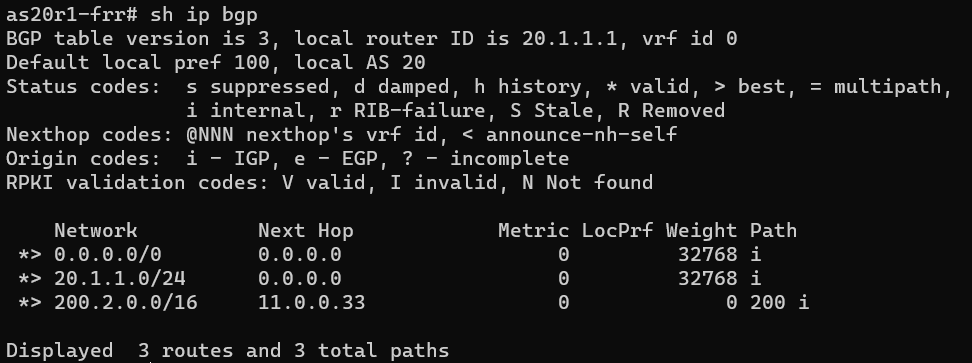 as20r1-frr# sh ip bgp
BGP table version is 3, local router ID is 20.1.1.1, vrf id 0
Default local pref 100, local AS 20
Status codes:  s suppressed, d damped, h history, * valid, > best, = multipath,
               i internal, r RIB-failure, S Stale, R Removed
Nexthop codes: @NNN nexthop's vrf id, < announce-nh-self
Origin codes:  i - IGP, e - EGP, ? - incomplete
RPKI validation codes: V valid, I invalid, N Not found

    Network          Next Hop            Metric LocPrf Weight Path
 *> 0.0.0.0/0        0.0.0.0                  0         32768 i
 *> 20.1.1.0/24      0.0.0.0                  0         32768 i
 *> 200.2.0.0/16     11.0.0.33                0             0 200 i

Displayed  3 routes and 3 total paths